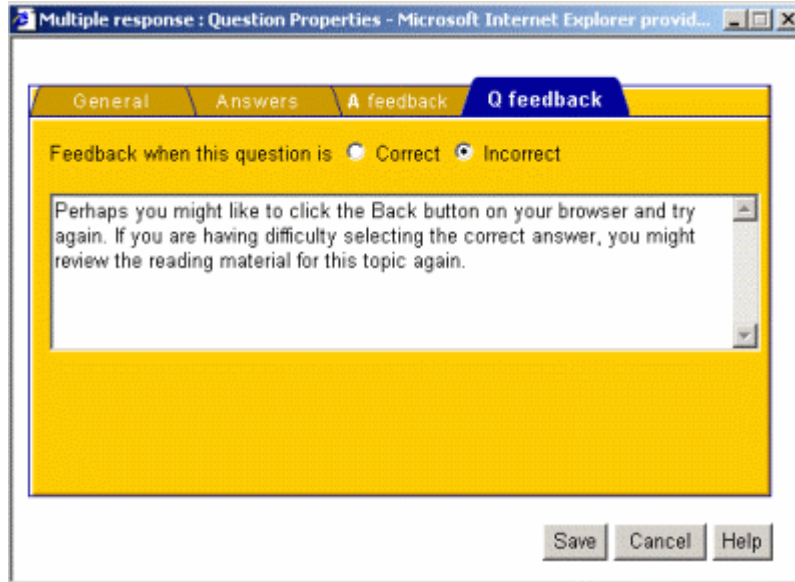 Multiple response : Question Properties - Microsoft Internet Explorer provid...
General Answers A feedback Q feedback
Feedback when this question is Correct Incorrect
Perhaps you might like to click the Back button on your browser and try
again. If you are having difficulty selecting the correct answer, you might
review the reading material for this topic again.
Save Cancel Help